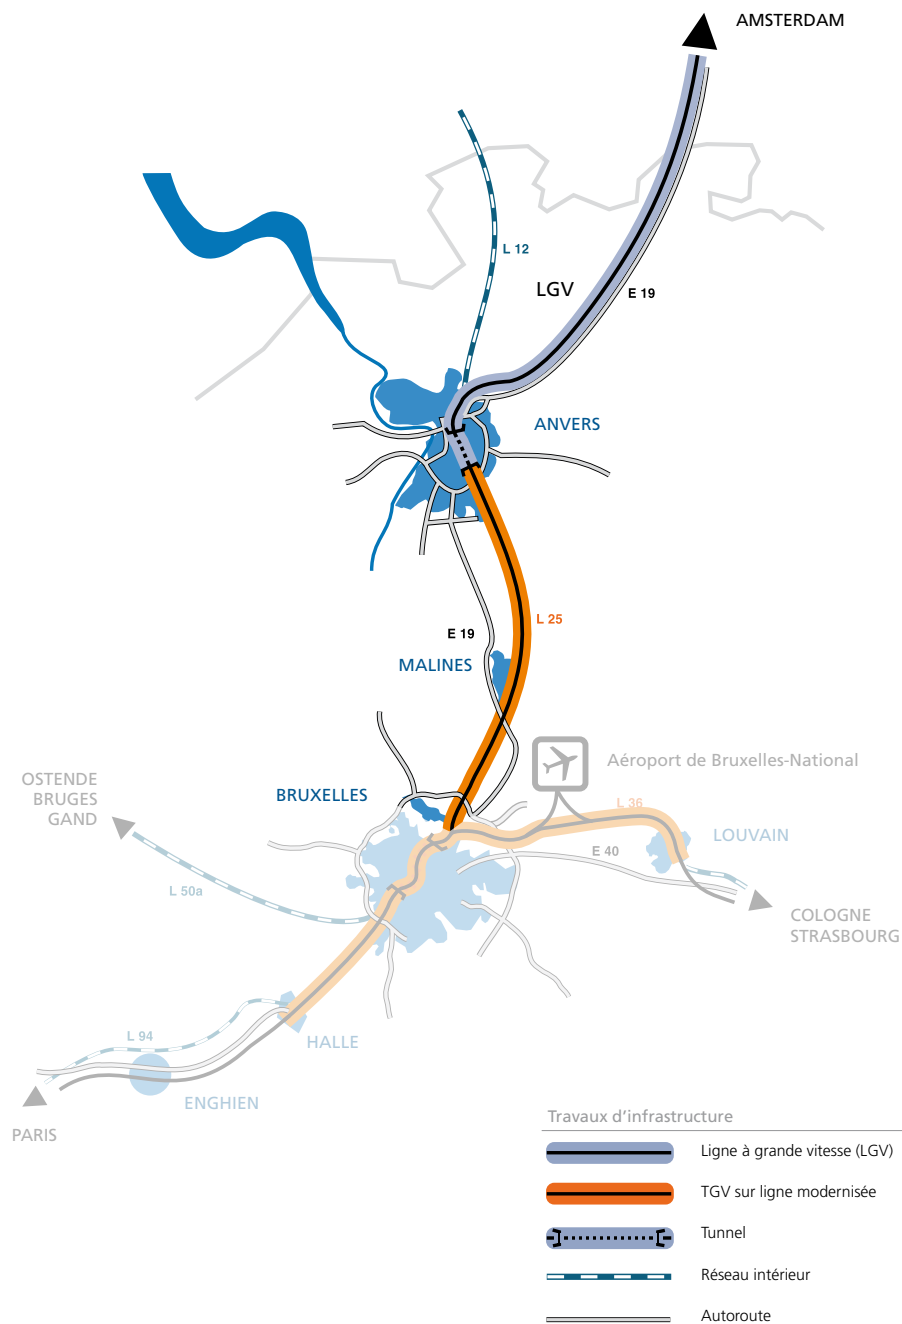 AMSTERDAM
L 12
LGV
E 19
ANVERS
L 25
E 19
MALINES
Aéroport de Bruxelles-National
OSTENDE
BRUGES
GAND
BRUXELLES
L 36
LOUVAIN
E 40
L 50a
COLOGNE
STRASBOURG
L 94
HALLE
ENGHIEN
PARIS
Travaux d’infrastructure
Ligne à grande vitesse (LGV)
TGV sur ligne modernisée
Tunnel
Réseau intérieur
Autoroute